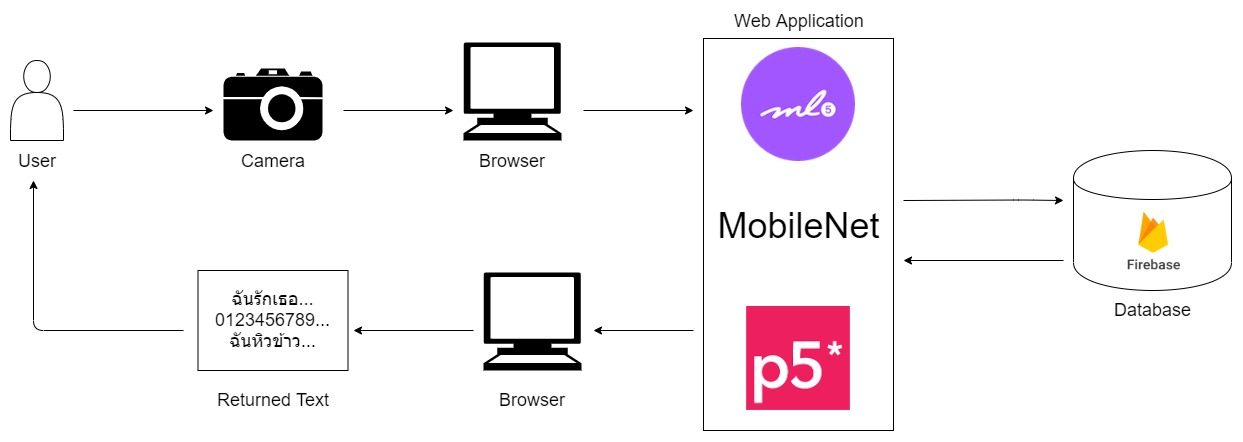 Web Application
ml5
User
Camera
Browser
MobileNet
Firebase
Database
ฉันรักเธอ...
0123456789...
ฉันหิวข้าว...
p5*
Returned Text
Browser